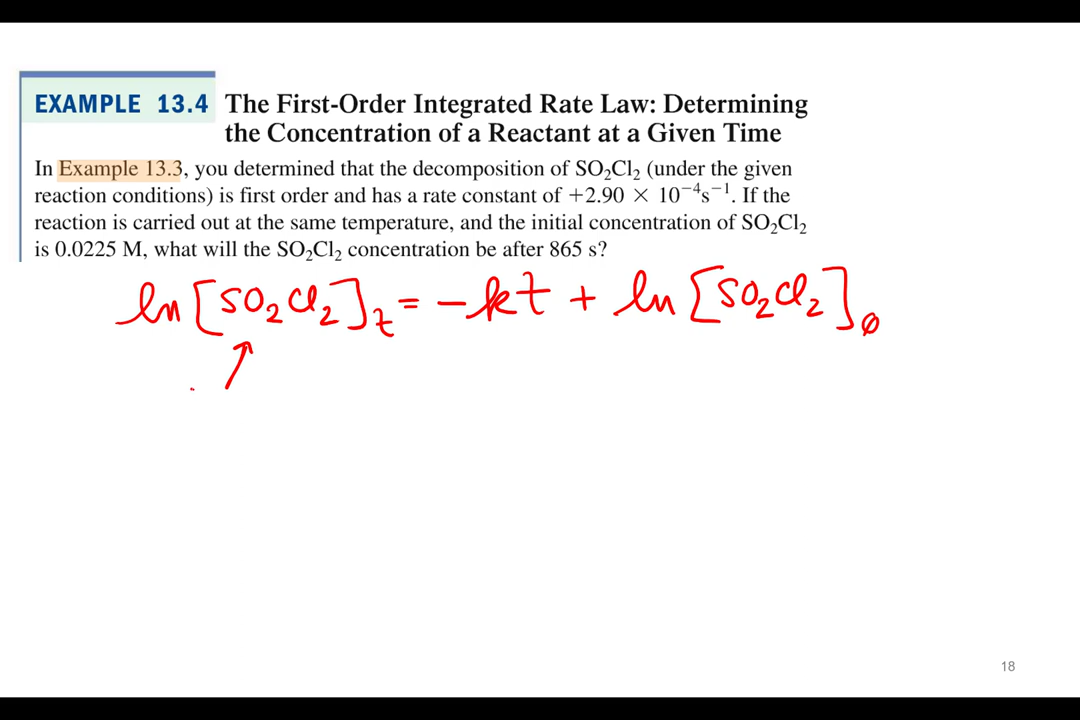 EXAMPLE 13.4 The First-Order Integrated Rate Law: Determining
the Concentration of a Reactant at a Given Time
In Example 13.3, you determined that the decomposition of SO₂Cl₂ (under the given
reaction conditions) is first order and has a rate constant of +2.90 × 10⁻⁴s⁻¹. If the
reaction is carried out at the same temperature, and the initial concentration of SO₂Cl₂
is 0.0225 M, what will the SO₂Cl₂ concentration be after 865 s?
ln[SO₂Cl₂]t = -kt + ln[SO₂Cl₂]₀
18